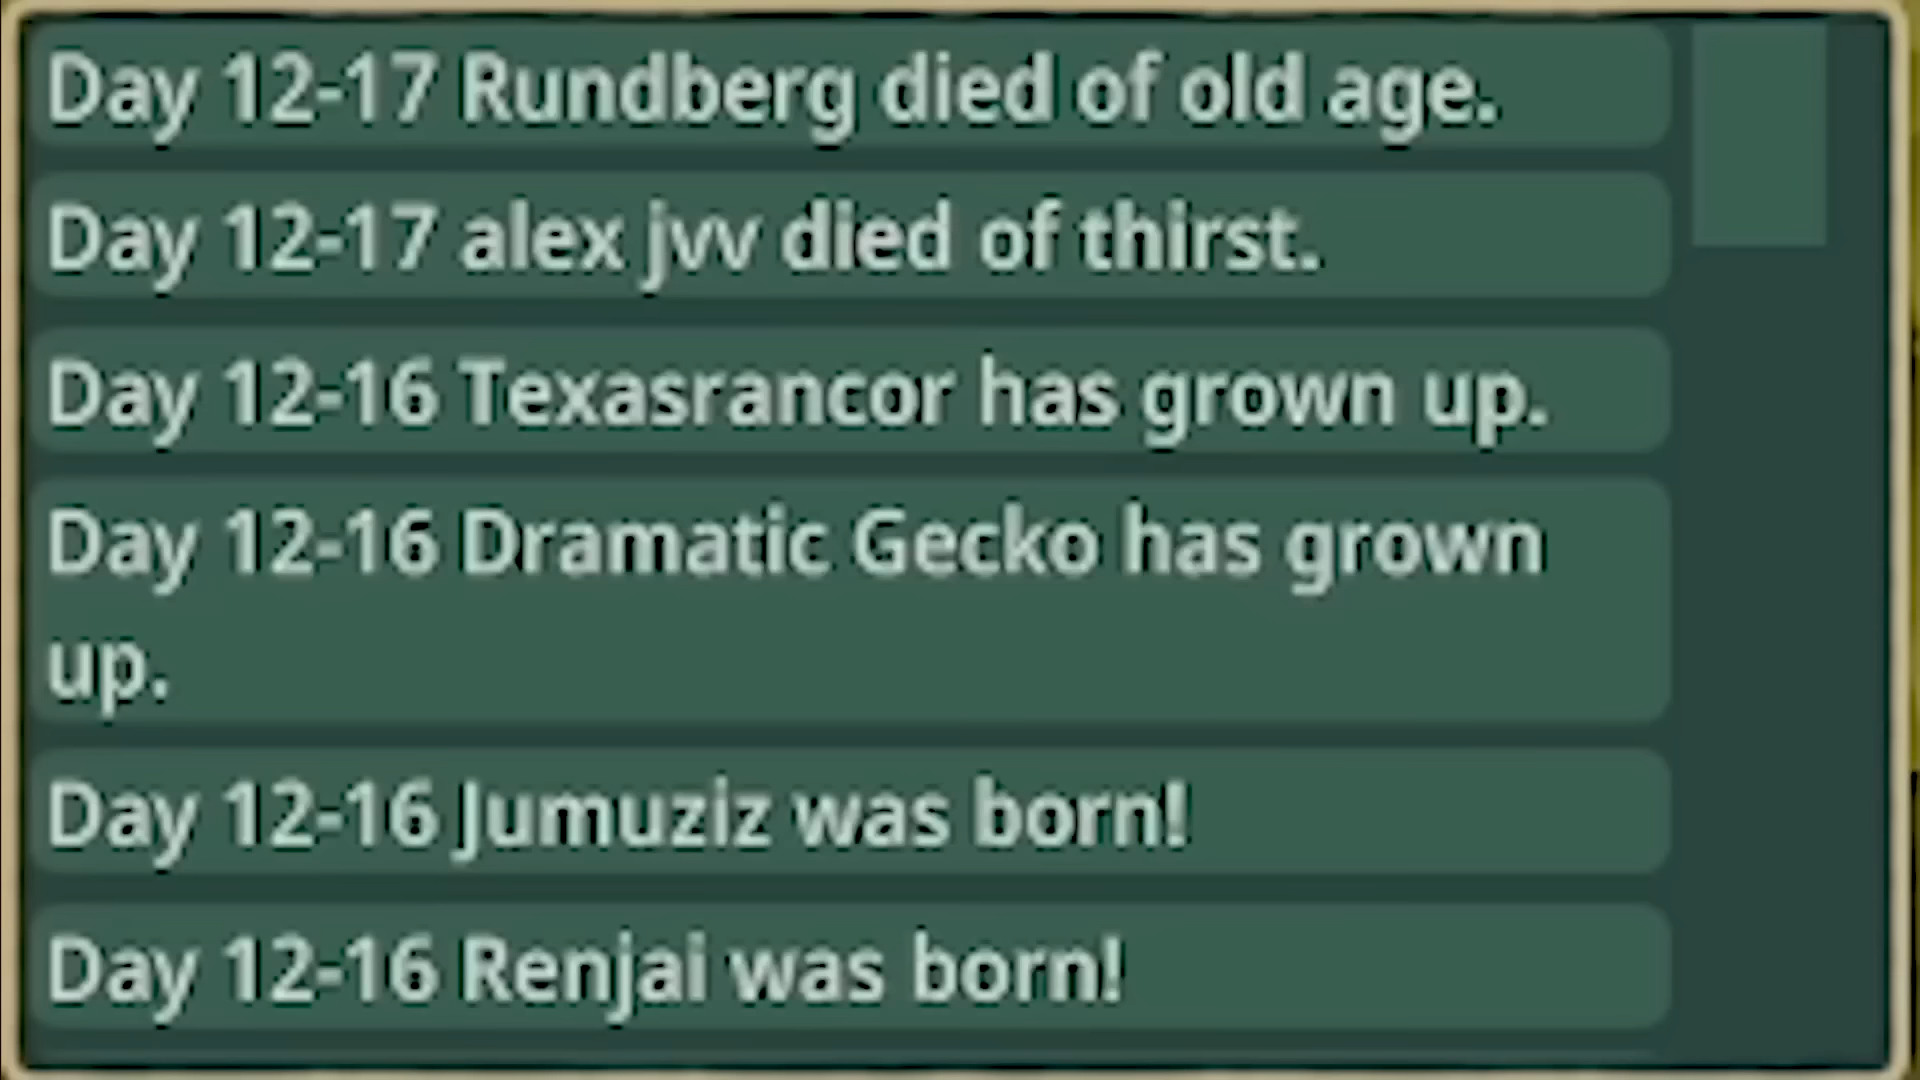 Day 12-17 Rundberg died of old age.
Day 12-17 alex jvv died of thirst.
Day 12-16 Texasrancor has grown up.
Day 12-16 Dramatic Gecko has grown
up.
Day 12-16 Jumuziz was born!
Day 12-16 Renjai was born!